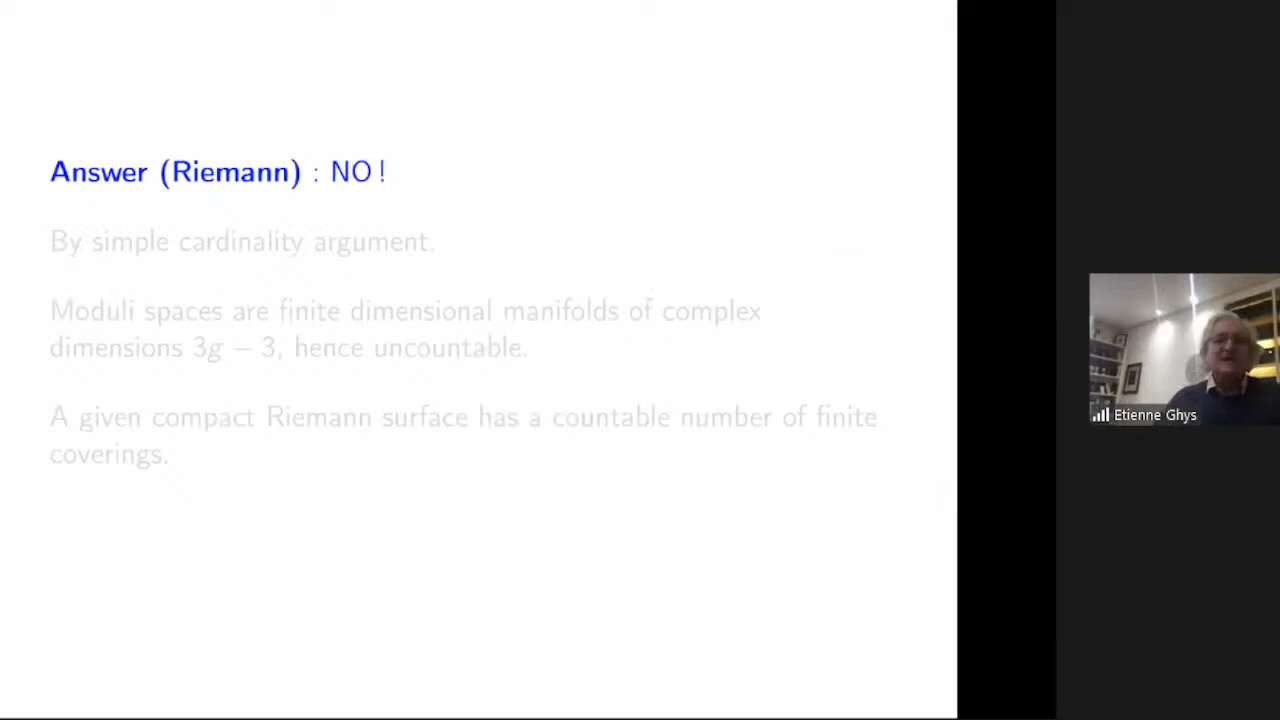 Answer (Riemann) : NO !
By simple cardinality argument.
Moduli spaces are finite dimensional manifolds of complex
dimensions 3g − 3, hence uncountable.
A given compact Riemann surface has a countable number of finite
coverings.
Etienne Ghys